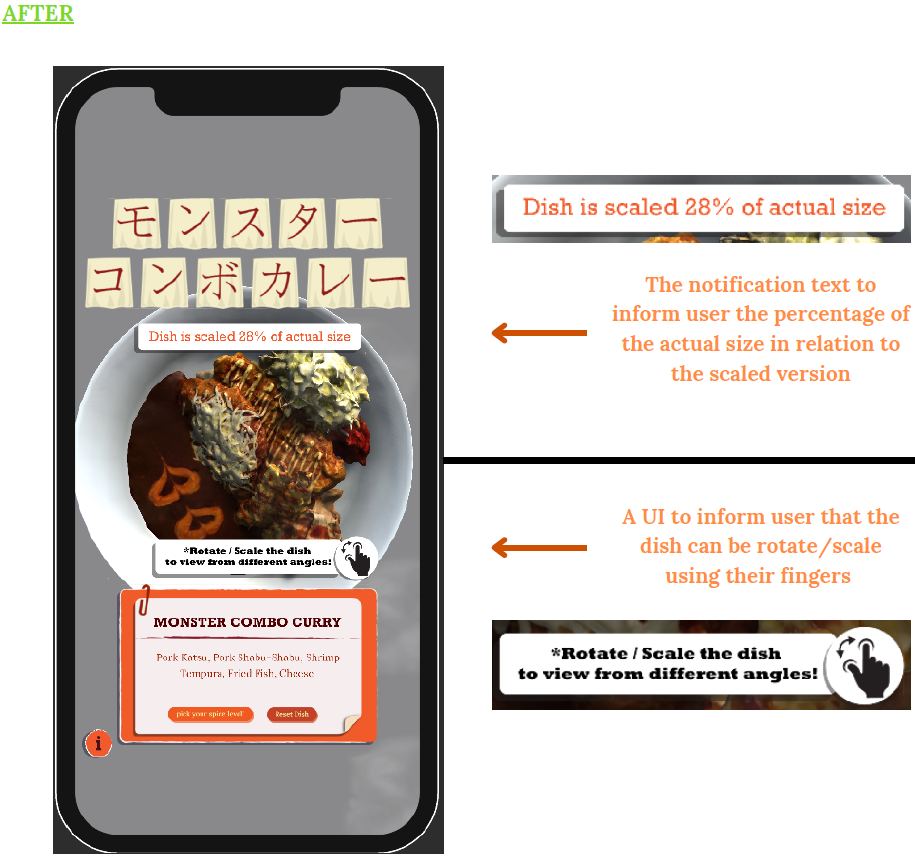 AFTER
モンスター
コンボカレー
Dish is scaled 28% of actual size
*Rotate / Scale the dish
to view from different angles!
MONSTER COMBO CURRY
Pork Katsu, Pork Shabu-Shabu, Shrimp
Tempura, Fried Fish, Cheese
pick your spice level
Reset Dish
i
Dish is scaled 28% of actual size
The notification text to
inform user the percentage of
the actual size in relation to
the scaled version
A UI to inform user that the
dish can be rotate/scale
using their fingers
*Rotate / Scale the dish
to view from different angles!